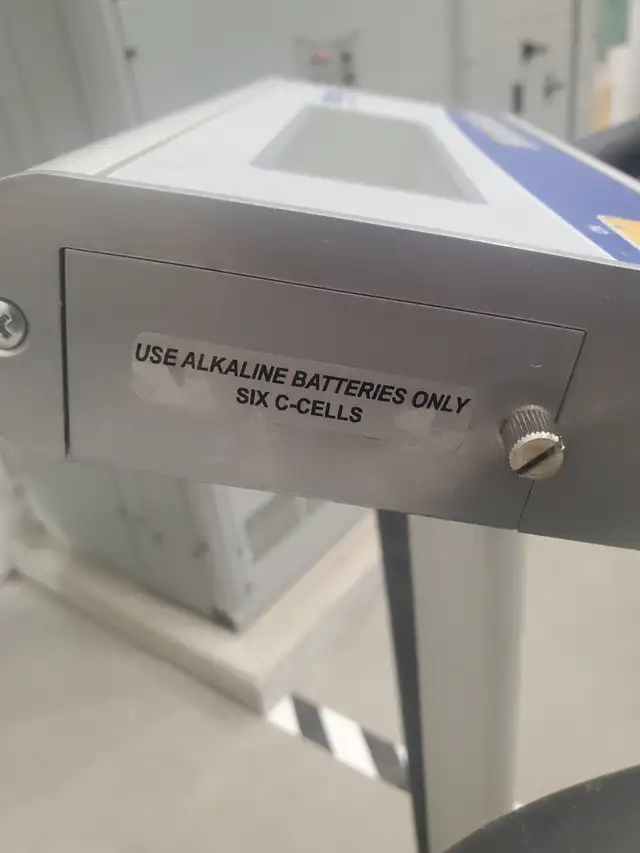 USE ALKALINE BATTERIES ONLY
SIX C-CELLS